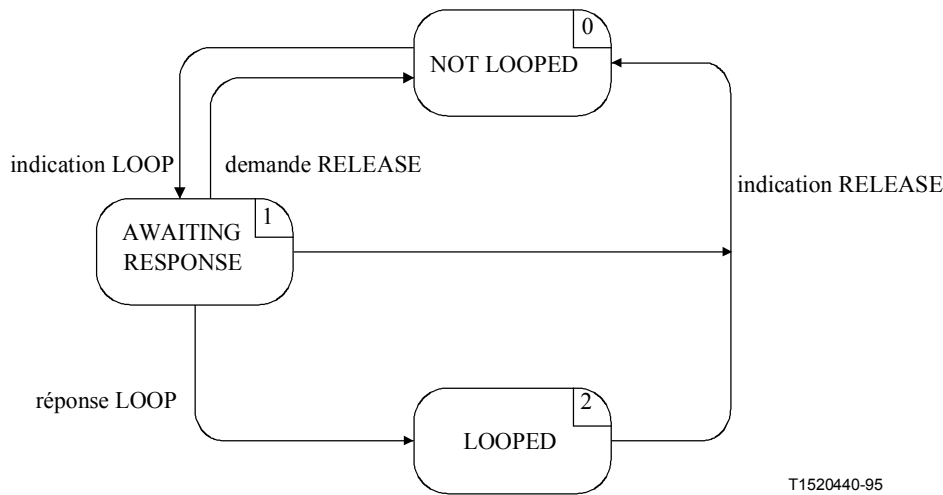 0
NOT LOOPED
indication LOOP
demande RELEASE
indication RELEASE
1
AWAITING
RESPONSE
réponse LOOP
2
LOOPED
T1520440-95